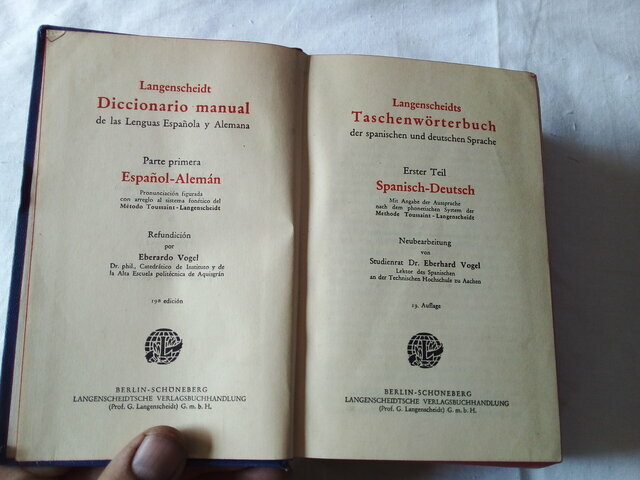 Langenscheidt
Diccionario manual
de las Lenguas Española y Alemana
Parte primera
Español-Alemán
Pronunciación figurada
con arreglo al sistema fonético del
Método Toussaint-Langenscheidt
Refundición
por
Eberardo Vogel
Dr. phil., Catedrático de Instituto y de
la Alta Escuela politécnica de Aquisgrán
19a edición
L
BERLIN-SCHÖNEBERG
LANGENSCHEIDTSCHE VERLAGSBUCHHANDLUNG
(Prof. G. Langenscheidt) G. m. b. H.
Langenscheidts
Taschenwörterbuch
der spanischen und deutschen Sprache
Erster Teil
Spanisch-Deutsch
Mit Angabe der Aussprache
nach dem phonetischen System der
Methode Toussaint-Langenscheidt
Neubearbeitung
von
Studienrat Dr. Eberhard Vogel
Lektor des Spanischen
an der Technischen Hochschule zu Aachen
19. Auflage
L
BERLIN-SCHÖNEBERG
LANGENSCHEIDTSCHE VERLAGSBUCHHANDLUNG
(Prof. G. Langenscheidt) G. m. b. H.